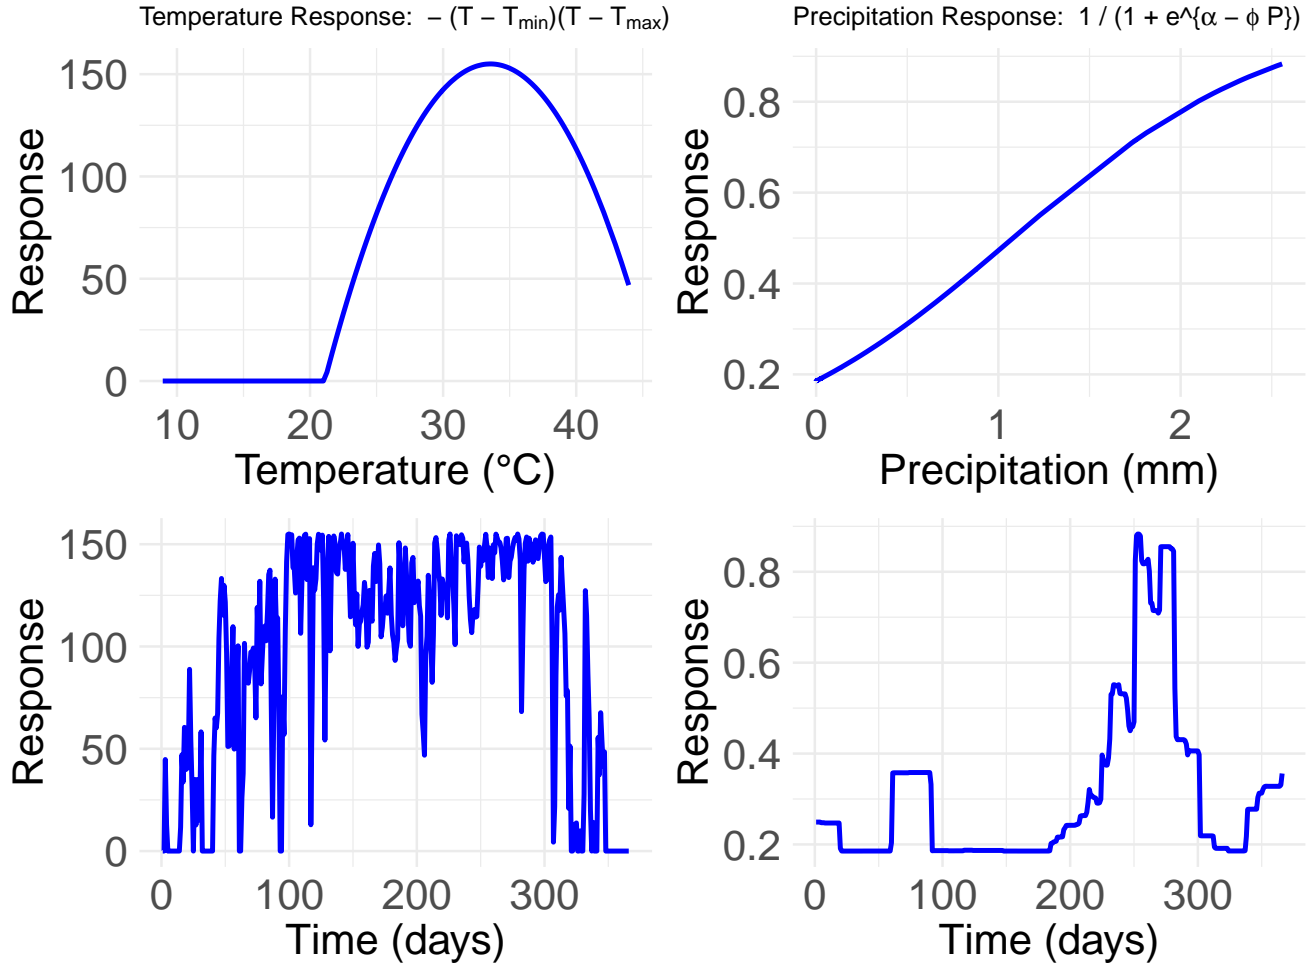 Temperature Response:  − (T − Tmin)(T − Tmax)
Precipitation Response:  1 / (1 + e^{α − ϕ P})
Response
150
100
50
0
10 20 30 40
Temperature (°C)
Response
0.8
0.6
0.4
0.2
0 1 2
Precipitation (mm)
Response
150
100
50
0
0 100 200 300
Time (days)
Response
0.8
0.6
0.4
0.2
0 100 200 300
Time (days)